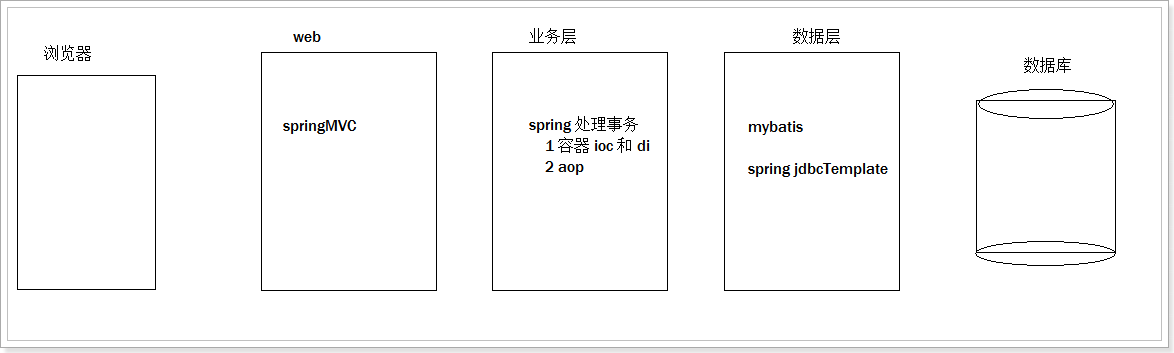 浏览器
web
springMVC
业务层
spring 处理事务
1 容器 ioc 和 di
2 aop
数据层
mybatis
spring jdbcTemplate
数据库